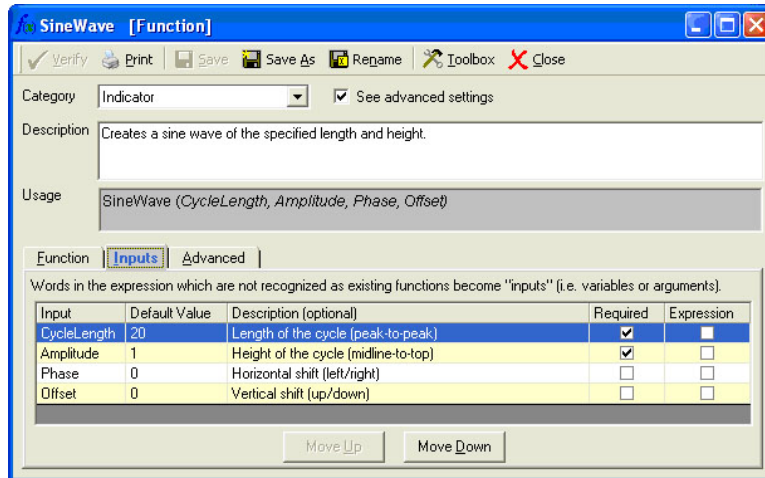 SineWave [Function]
Verify Print Save Save As Rename Toolbox Close
Category Indicator See advanced settings
Description Creates a sine wave of the specified length and height.
Usage SineWave (CycleLength, Amplitude, Phase, Offset)
Function Inputs Advanced
Words in the expression which are not recognized as existing functions become "inputs" (i.e. variables or arguments).
Input Default Value Description (optional) Required Expression
CycleLength 20 Length of the cycle (peak-to-peak)
Amplitude 1 Height of the cycle (midline-to-top)
Phase 0 Horizontal shift (left/right)
Offset 0 Vertical shift (up/down)
Move Up Move Down